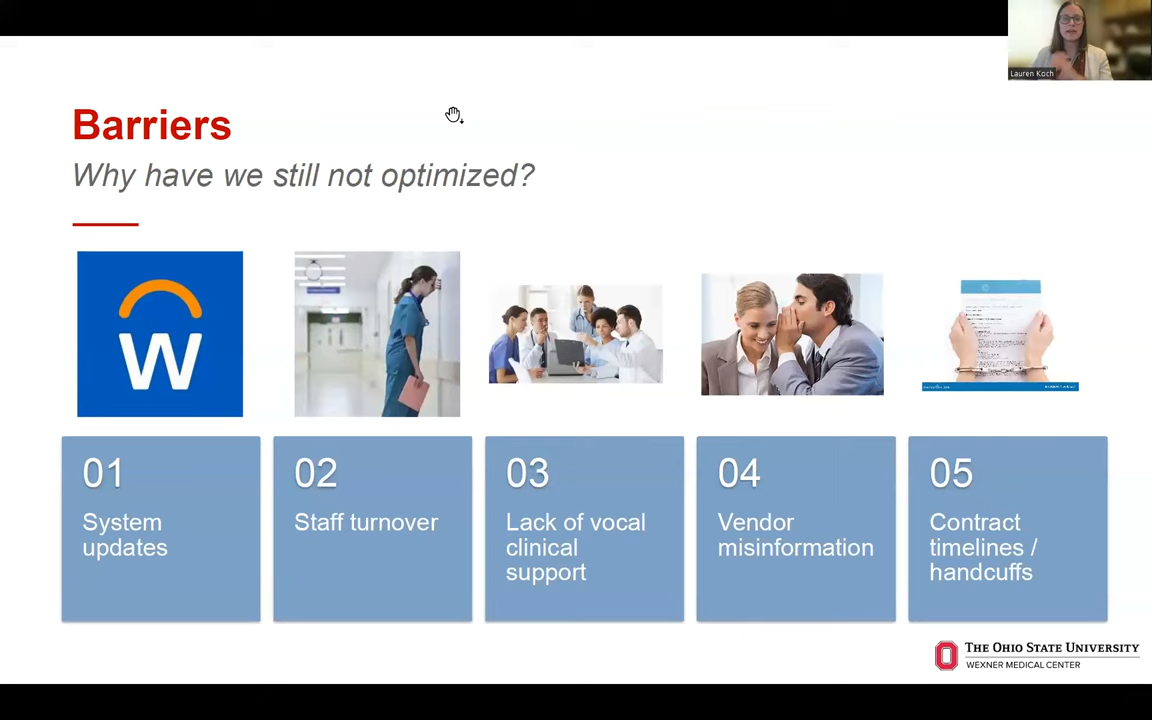 Lauren Koch
Barriers
Why have we still not optimized?
W
01
System
updates
02
Staff turnover
03
Lack of vocal
clinical
support
04
Vendor
misinformation
05
Contract
timelines /
handcuffs
THE OHIO STATE UNIVERSITY
WEXNER MEDICAL CENTER